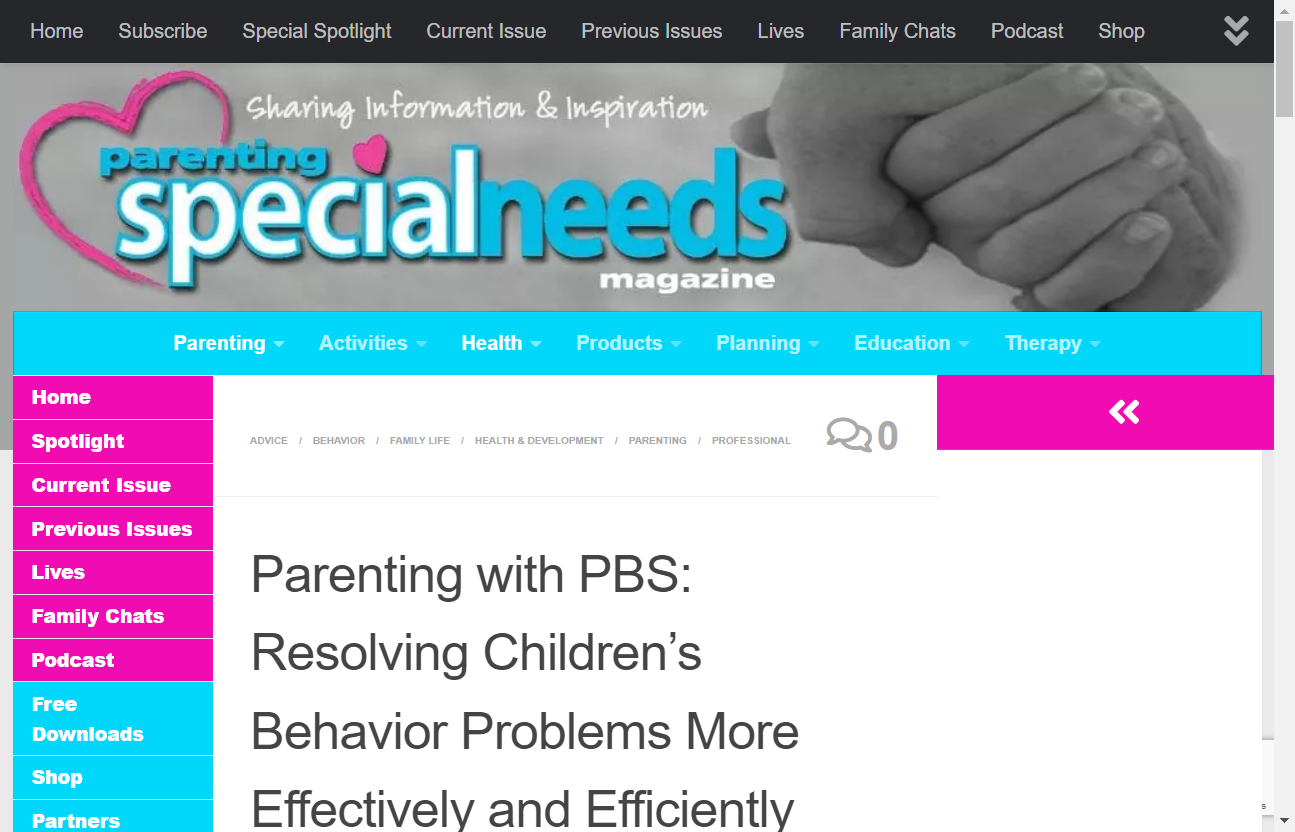 Home Subscribe Special Spotlight Current Issue Previous Issues Lives Family Chats Podcast Shop
Sharing Information & Inspiration
parenting
specialneeds
magazine
Parenting Activities Health Products Planning Education Therapy
Home
Spotlight
Current Issue
Previous Issues
Lives
Family Chats
Podcast
Free
Downloads
Shop
Partners
ADVICE / BEHAVIOR / FAMILY LIFE / HEALTH & DEVELOPMENT / PARENTING / PROFESSIONAL
0
Parenting with PBS:
Resolving Children’s
Behavior Problems More
Effectively and Efficiently